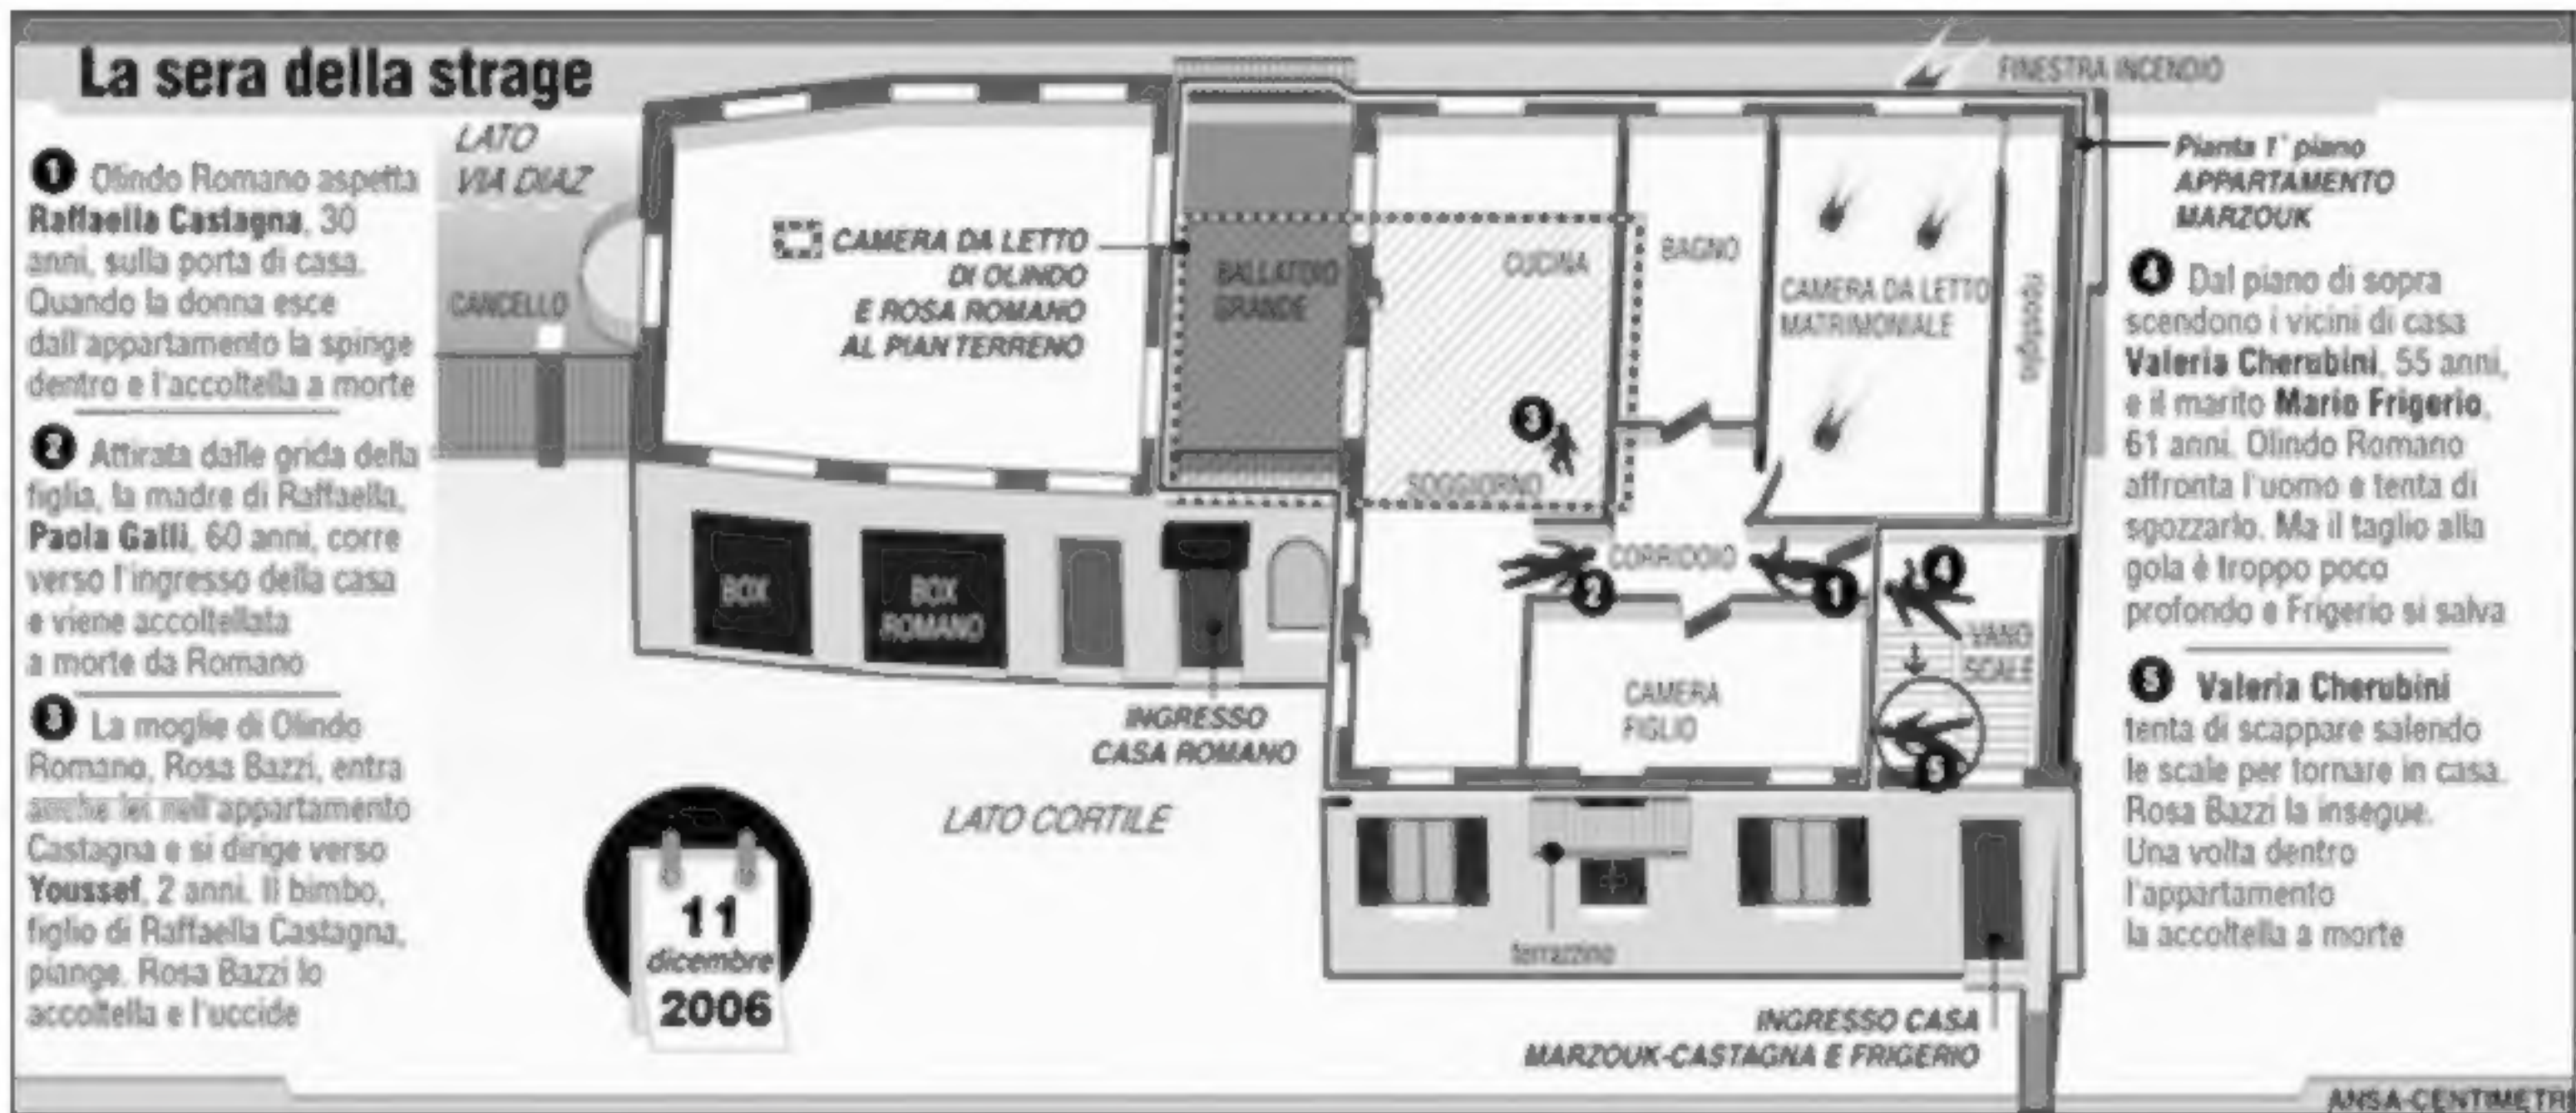 La sera della strage
1 Olindo Romano aspetta
Raffaella Castagna, 30
anni, sulla porta di casa.
Quando la donna esce
dall'appartamento la spinge
dentro e l'accoltella a morte
2 Attirata dalle grida della
figlia, la madre di Raffaella,
Paola Galli, 60 anni, corre
verso l'ingresso della casa
e viene accoltellata
a morte da Romano
3 La moglie di Olindo
Romano, Rosa Bazzi, entra
anche lei nell'appartamento
Castagna e si dirige verso
Youssef, 2 anni. Il bimbo,
figlio di Raffaella Castagna,
piange. Rosa Bazzi lo
accoltella e l'uccide
LATO
VIA DIAZ
CANCELLO
CAMERA DA LETTO
DI OLINDO
E ROSA ROMANO
AL PIAN TERRENO
BALLATOIO
GRANDE
CUCINA
SOGGIORNO
3
BAGNO
CAMERA DA LETTO
MATRIMONIALE
ripostiglio
CORRIDOIO
2
1
4
VANO
SCALE
5
CAMERA
FIGLIO
BOX
BOX
ROMANO
INGRESSO
CASA ROMANO
LATO CORTILE
11
dicembre
2006
terrazzino
INGRESSO CASA
MARZOUK-CASTAGNA E FRIGERIO
FINESTRA INCENDIO
Pianta 1° piano
APPARTAMENTO
MARZOUK
4 Dal piano di sopra
scendono i vicini di casa
Valeria Cherubini, 55 anni,
e il marito Mario Frigerio,
61 anni. Olindo Romano
affronta l'uomo e tenta di
sgozzarlo. Ma il taglio alla
gola è troppo poco
profondo e Frigerio si salva
5 Valeria Cherubini
tenta di scappare salendo
le scale per tornare in casa.
Rosa Bazzi la insegue.
Una volta dentro
l'appartamento
la accoltella a morte
ANSA-CENTIMETRI